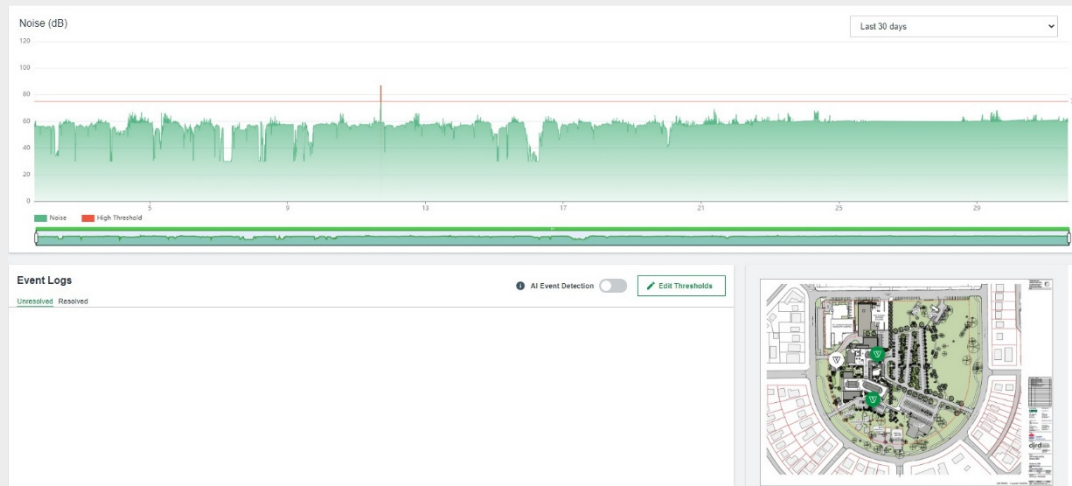 Noise (dB)
Last 30 days
120
100
80
60
40
20
0
5
9
13
17
21
25
29
Noise
High Threshold
Event Logs
AI Event Detection
Edit Thresholds
Unresolved Resolved